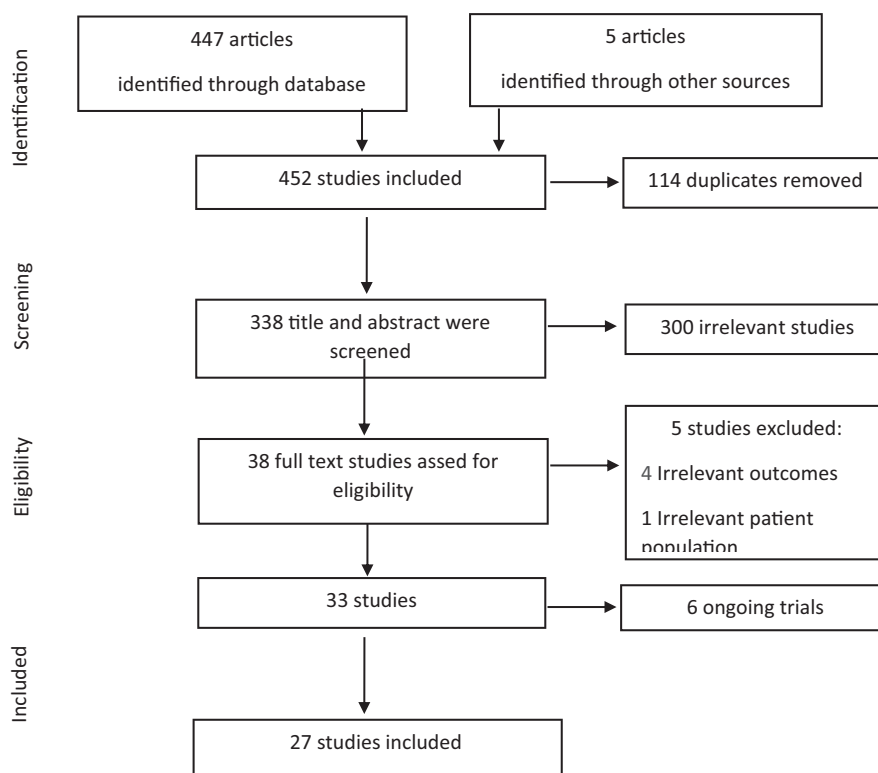 Identification
447 articles
identified through database
5 articles
identified through other sources
452 studies included
114 duplicates removed
Screening
338 title and abstract were
screened
300 irrelevant studies
Eligibility
38 full text studies assed for
eligibility
5 studies excluded:
4 Irrelevant outcomes
1 Irrelevant patient
population
Included
33 studies
6 ongoing trials
27 studies included